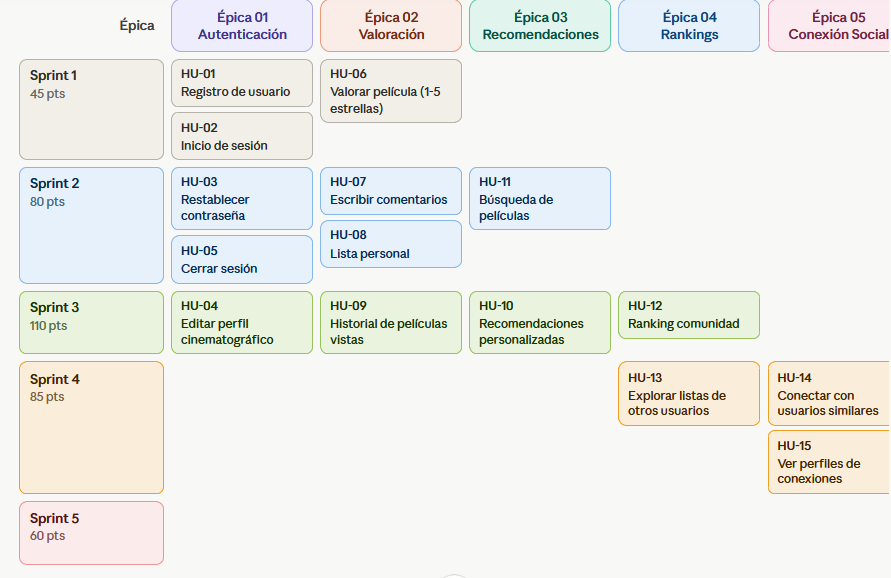 Épica
Épica 01
Autenticación
Épica 02
Valoración
Épica 03
Recomendaciones
Épica 04
Rankings
Épica 05
Conexión Social
Sprint 1
45 pts
HU-01
Registro de usuario
HU-02
Inicio de sesión
HU-06
Valorar película (1-5
estrellas)
Sprint 2
80 pts
HU-03
Restablecer
contraseña
HU-05
Cerrar sesión
HU-07
Escribir comentarios
HU-08
Lista personal
HU-11
Búsqueda de
películas
Sprint 3
110 pts
HU-04
Editar perfil
cinematográfico
HU-09
Historial de películas
vistas
HU-10
Recomendaciones
personalizadas
HU-12
Ranking comunidad
Sprint 4
85 pts
HU-13
Explorar listas de
otros usuarios
HU-14
Conectar con
usuarios similares
HU-15
Ver perfiles de
conexiones
Sprint 5
60 pts